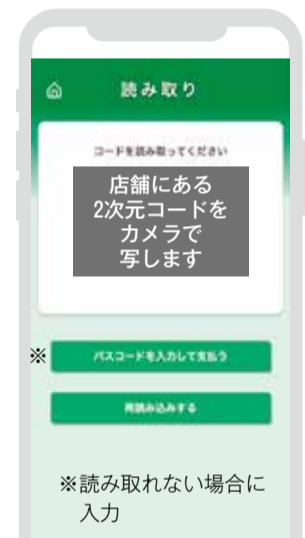 読み取り
コードを読み取ってください
店舗にある
2次元コードを
カメラで
写します
※ パスコードを入力して支払う
再読み込みする
※読み取れない場合に
入力